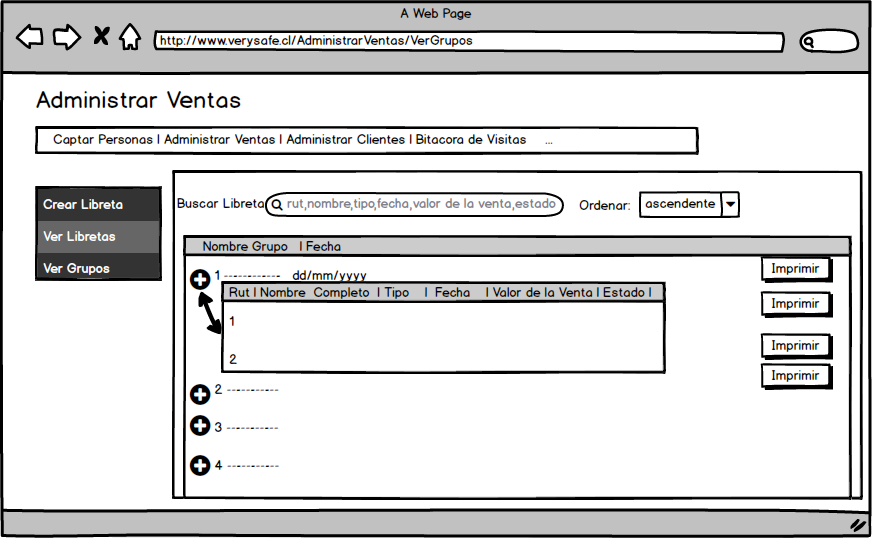 A Web Page
http://www.verysafe.cl/AdministrarVentas/VerGrupos
Administrar Ventas
Captar Personas | Administrar Ventas | Administrar Clientes | Bitacora de Visitas ...
Crear Libreta
Ver Libretas
Ver Grupos
Buscar Libreta rut,nombre,tipo,fecha,valor de la venta,estado Ordenar: ascendente
Nombre Grupo | Fecha
1 ------------ dd/mm/yyyy Imprimir
Rut | Nombre Completo | Tipo | Fecha | Valor de la Venta | Estado |
Imprimir
1
Imprimir
2
Imprimir
2 -----------
3 -----------
4 -----------